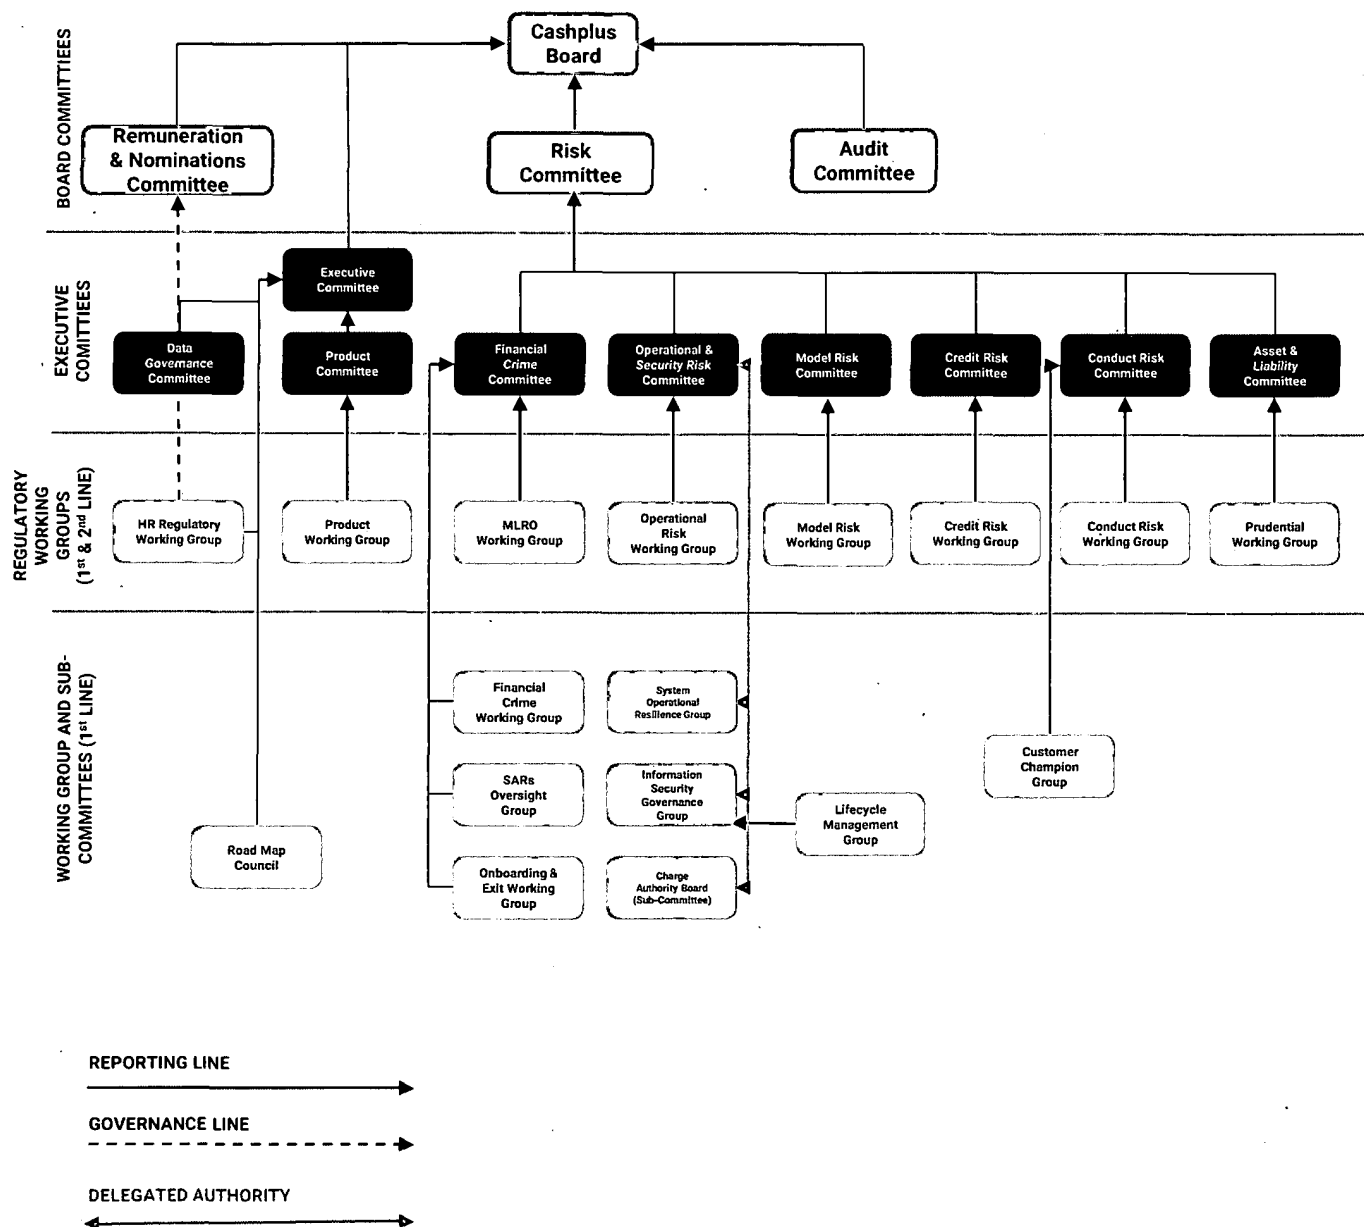 BOARD COMMITTIEES
Cashplus
Board
Remuneration
& Nominations
Committee
Risk
Committee
Audit
Committee
EXECUTIVE
COMITTIEES
Executive
Committee
Data
Governance
Committee
Product
Committee
Financial
Crime
Committee
Operational &
Security Risk
Committee
Model Risk
Committee
Credit Risk
Committee
Conduct Risk
Committee
Asset &
Liability
Committee
REGULATORY
WORKING
GROUPS
(1st & 2nd LINE)
HR Regulatory
Working Group
Product
Working Group
MLRO
Working Group
Operational
Risk
Working Group
Model Risk
Working Group
Credit Risk
Working Group
Conduct Risk
Working Group
Prudential
Working Group
WORKING GROUP AND SUB-
COMMITTEES (1st LINE)
Financial
Crime
Working Group
System
Operational
Resilience Group
Customer
Champion
Group
SARs
Oversight
Group
Information
Security
Governance
Group
Lifecycle
Management
Group
Road Map
Council
Onboarding &
Exit Working
Group
Charge
Authority Board
(Sub-Committee)
REPORTING LINE
GOVERNANCE LINE
DELEGATED AUTHORITY